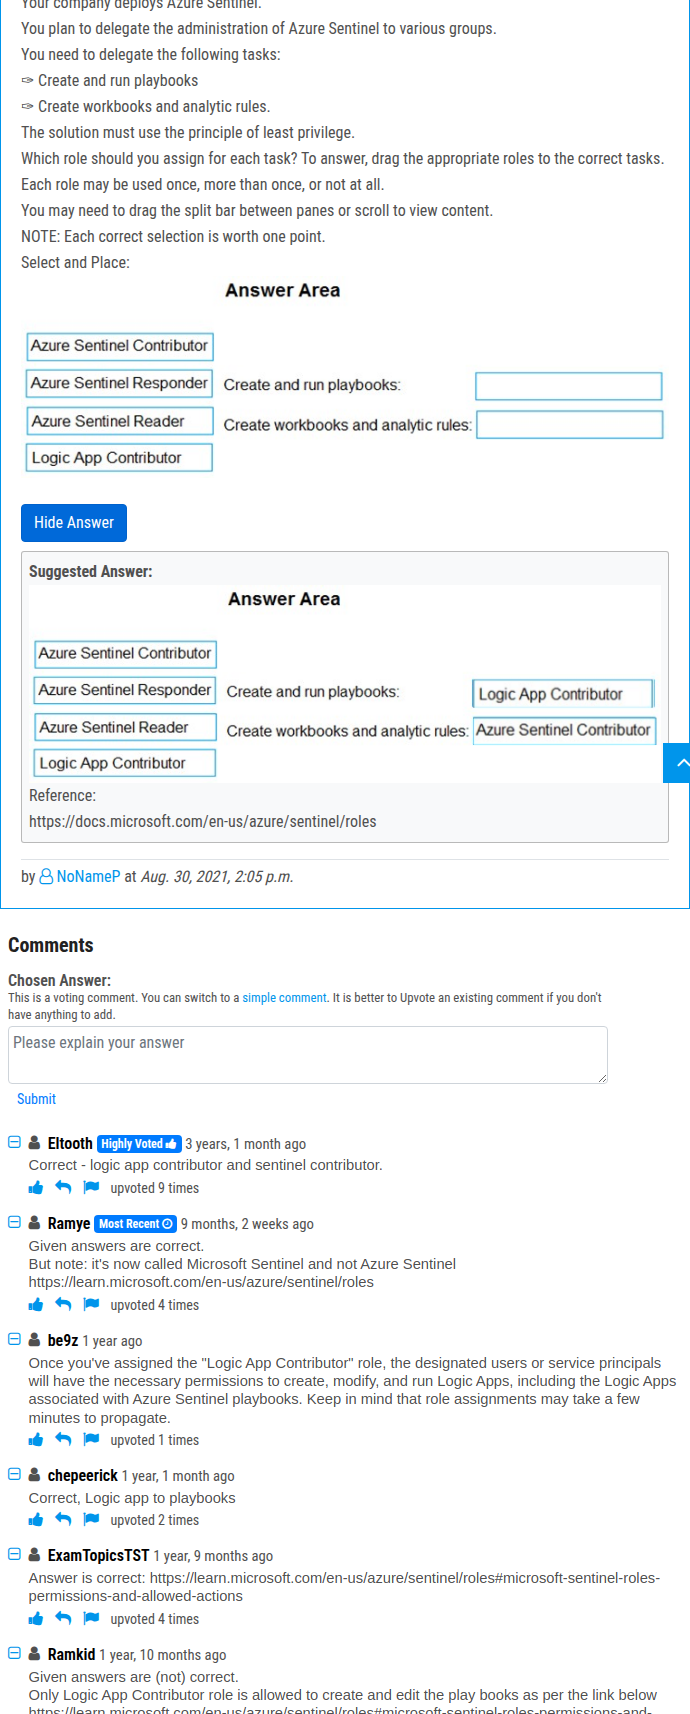 Your company deploys Azure Sentinel.
You plan to delegate the administration of Azure Sentinel to various groups.
You need to delegate the following tasks:
✑ Create and run playbooks
✑ Create workbooks and analytic rules.
The solution must use the principle of least privilege.
Which role should you assign for each task? To answer, drag the appropriate roles to the correct tasks.
Each role may be used once, more than once, or not at all.
You may need to drag the split bar between panes or scroll to view content.
NOTE: Each correct selection is worth one point.
Select and Place:
Answer Area
Azure Sentinel Contributor
Azure Sentinel Responder Create and run playbooks:
Azure Sentinel Reader Create workbooks and analytic rules:
Logic App Contributor
Hide Answer
Suggested Answer:
Answer Area
Azure Sentinel Contributor
Azure Sentinel Responder Create and run playbooks: Logic App Contributor
Azure Sentinel Reader Create workbooks and analytic rules: Azure Sentinel Contributor
Logic App Contributor
Reference:
https://docs.microsoft.com/en-us/azure/sentinel/roles
by NoNameP at Aug. 30, 2021, 2:05 p.m.
Comments
Chosen Answer:
This is a voting comment. You can switch to a simple comment. It is better to Upvote an existing comment if you don't
have anything to add.
Please explain your answer
Submit
Eltooth Highly Voted 3 years, 1 month ago
Correct - logic app contributor and sentinel contributor.
upvoted 9 times
Ramye Most Recent 9 months, 2 weeks ago
Given answers are correct.
But note: it's now called Microsoft Sentinel and not Azure Sentinel
https://learn.microsoft.com/en-us/azure/sentinel/roles
upvoted 4 times
be9z 1 year ago
Once you've assigned the "Logic App Contributor" role, the designated users or service principals
will have the necessary permissions to create, modify, and run Logic Apps, including the Logic Apps
associated with Azure Sentinel playbooks. Keep in mind that role assignments may take a few
minutes to propagate.
upvoted 1 times
chepeerick 1 year, 1 month ago
Correct, Logic app to playbooks
upvoted 2 times
ExamTopicsTST 1 year, 9 months ago
Answer is correct: https://learn.microsoft.com/en-us/azure/sentinel/roles#microsoft-sentinel-roles-
permissions-and-allowed-actions
upvoted 4 times
Ramkid 1 year, 10 months ago
Given answers are (not) correct.
Only Logic App Contributor role is allowed to create and edit the play books as per the link below
https://learn.microsoft.com/en-us/azure/sentinel/roles#microsoft-sentinel-roles-permissions-and-